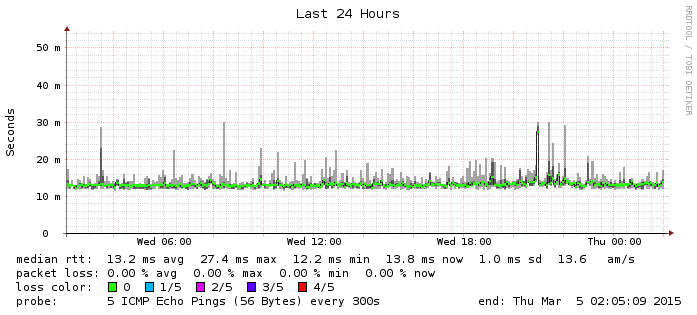 Last 24 Hours
RRDTOOL / TOBI OETIKER
Seconds
50 m
40 m
30 m
20 m
10 m
0
Wed 06:00 Wed 12:00 Wed 18:00 Thu 00:00
median rtt: 13.2 ms avg 27.4 ms max 12.2 ms min 13.8 ms now 1.0 ms sd 13.6 am/s
packet loss: 0.00 % avg 0.00 % max 0.00 % min 0.00 % now
loss color: 0 1/5 2/5 3/5 4/5
probe: 5 ICMP Echo Pings (56 Bytes) every 300s end: Thu Mar 5 02:05:09 2015